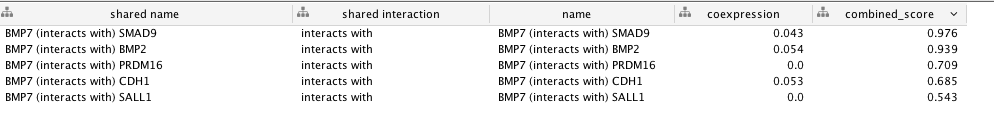 shared name shared interaction name coexpression combined_score
BMP7 (interacts with) SMAD9 interacts with BMP7 (interacts with) SMAD9 0.043 0.976
BMP7 (interacts with) BMP2 interacts with BMP7 (interacts with) BMP2 0.054 0.939
BMP7 (interacts with) PRDM16 interacts with BMP7 (interacts with) PRDM16 0.0 0.709
BMP7 (interacts with) CDH1 interacts with BMP7 (interacts with) CDH1 0.053 0.685
BMP7 (interacts with) SALL1 interacts with BMP7 (interacts with) SALL1 0.0 0.543